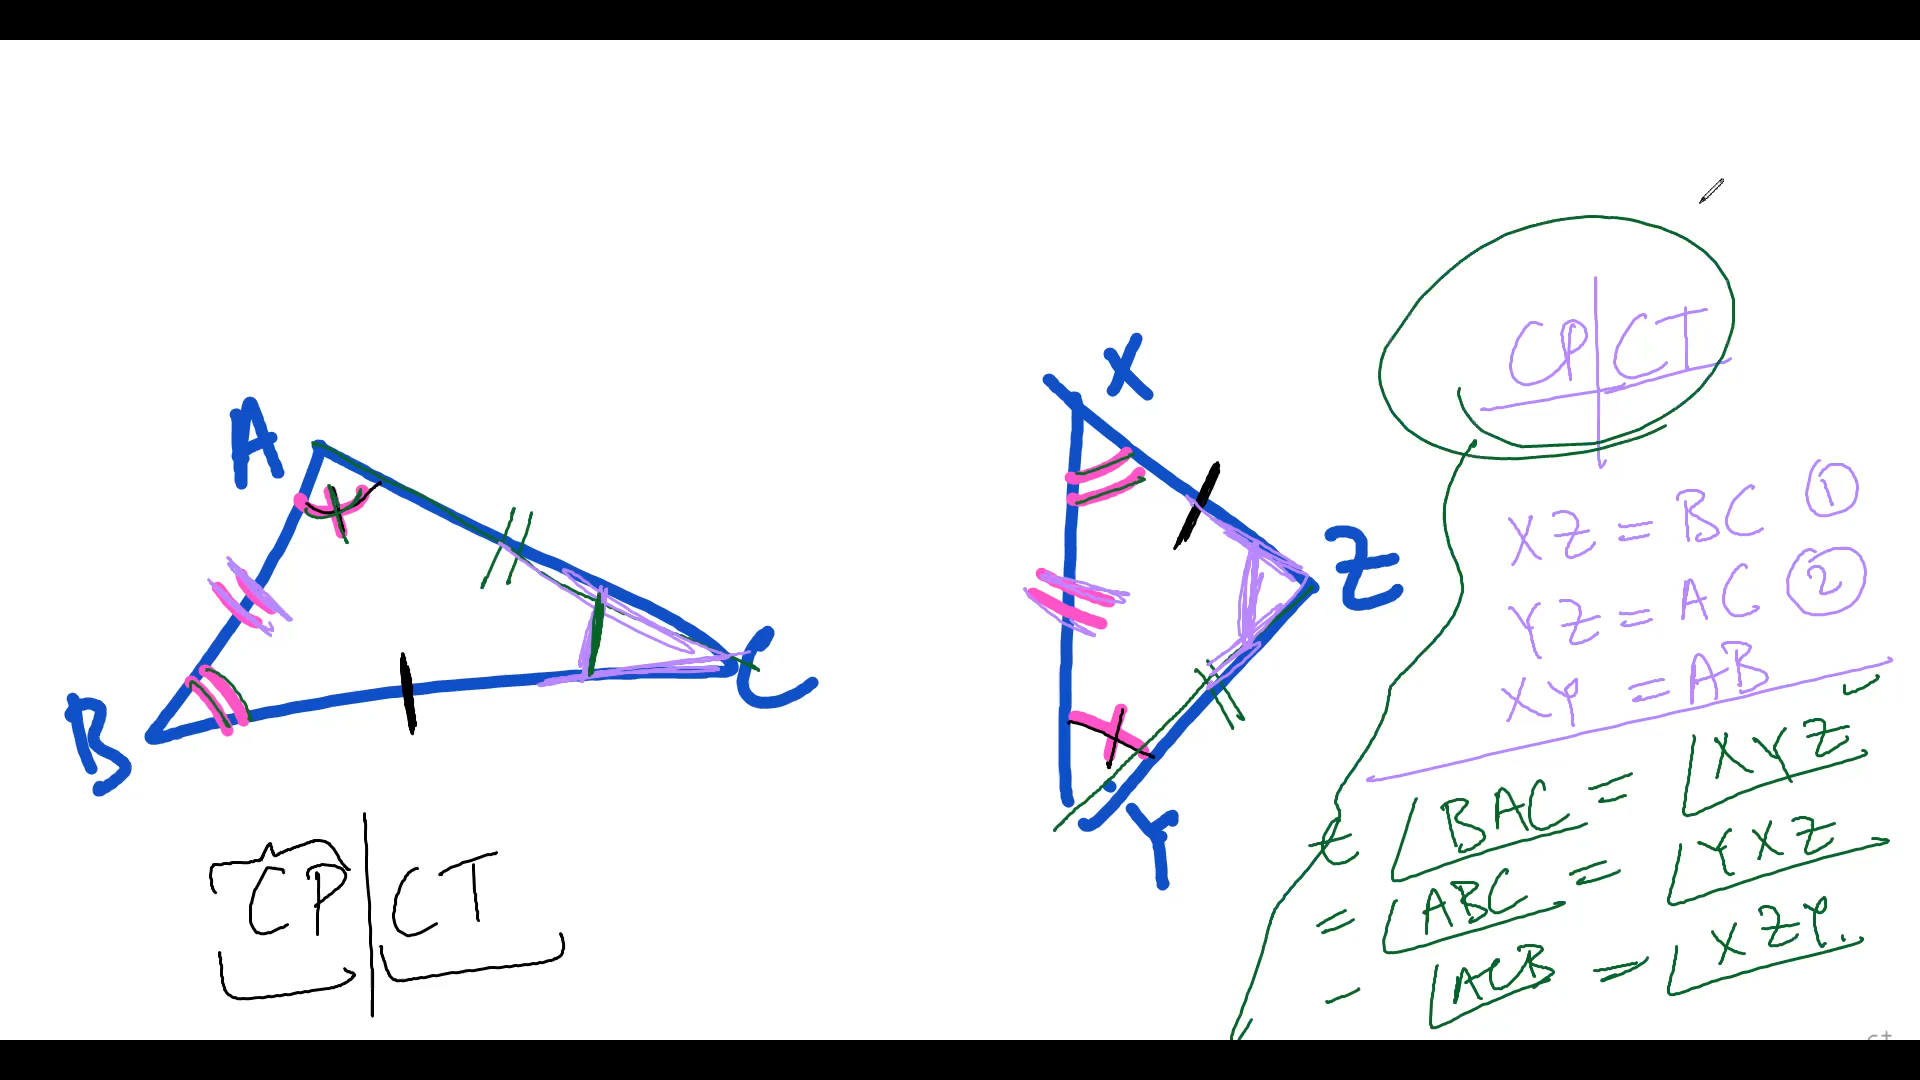 A
B
C
X
Z
Y
CP|CT
CP|CT
XZ = BC ①
YZ = AC ②
XY = AB
∠BAC = ∠XYZ
= ∠ABC = ∠YXZ
- ∠ACB = ∠XZY.